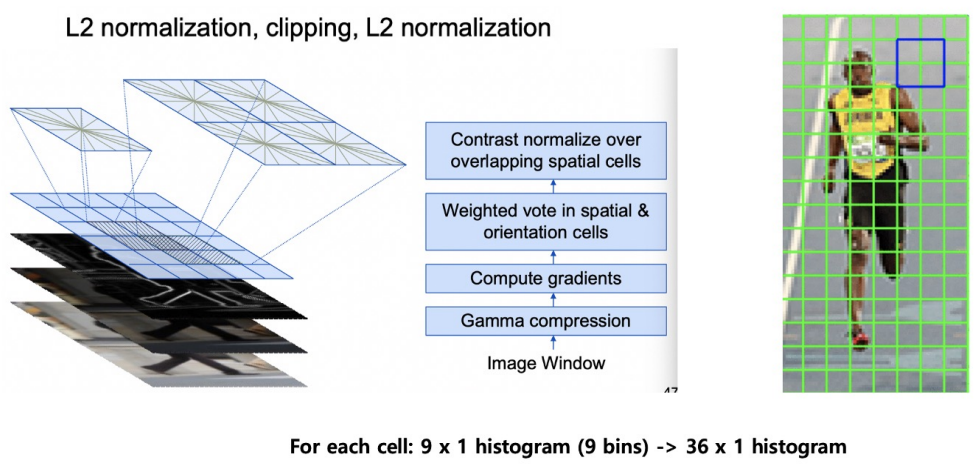 L2 normalization, clipping, L2 normalization
Contrast normalize over
overlapping spatial cells
Weighted vote in spatial &
orientation cells
Compute gradients
Gamma compression
Image Window
47
For each cell: 9 x 1 histogram (9 bins) -> 36 x 1 histogram